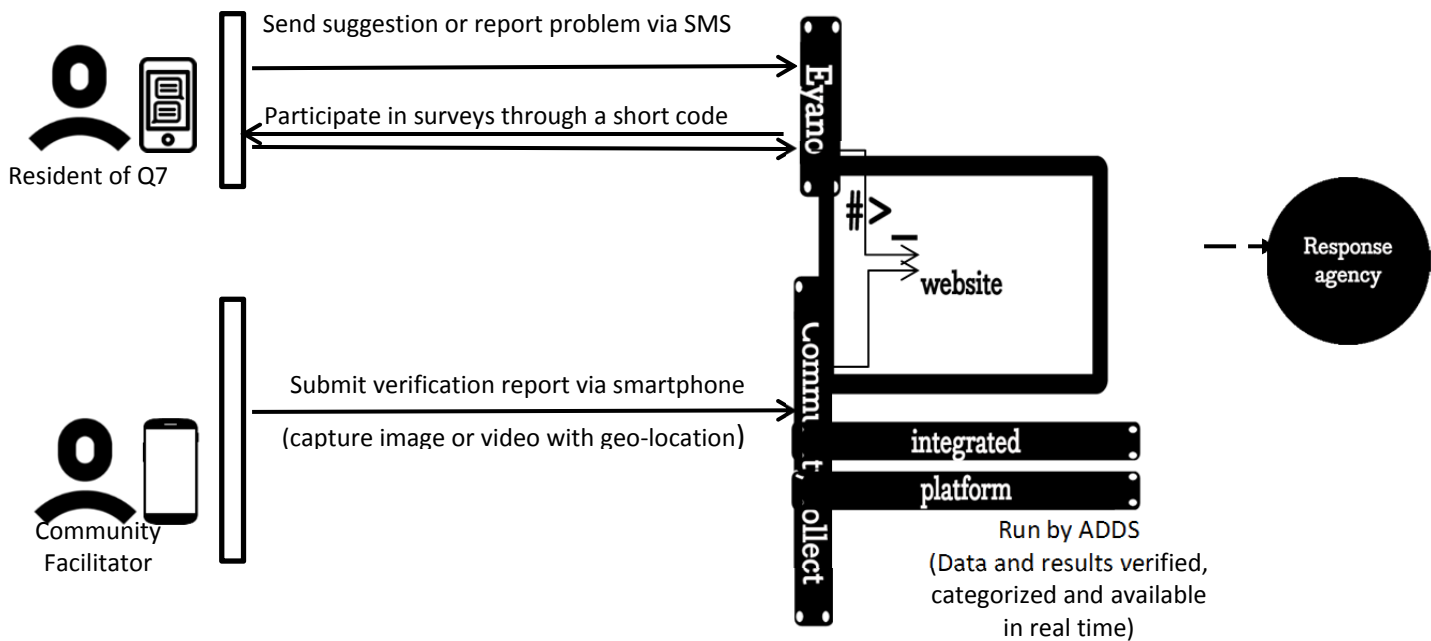 Send suggestion or report problem via SMS
Participate in surveys through a short code
Resident of Q7
Eyano
#>_
website
Response
agency
Submit verification report via smartphone
(capture image or video with geo-location)
Community
Facilitator
integrated
platform
Run by ADDS
(Data and results verified,
categorized and available
in real time)